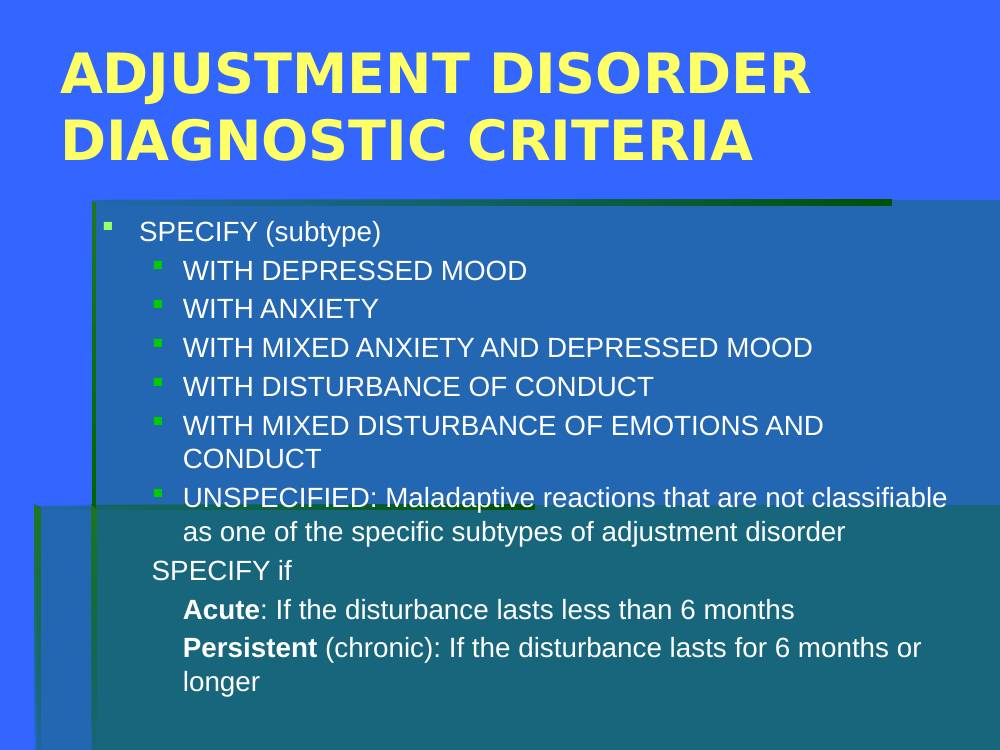 ADJUSTMENT DISORDER
DIAGNOSTIC CRITERIA
SPECIFY (subtype)
WITH DEPRESSED MOOD
WITH ANXIETY
WITH MIXED ANXIETY AND DEPRESSED MOOD
WITH DISTURBANCE OF CONDUCT
WITH MIXED DISTURBANCE OF EMOTIONS AND
CONDUCT
UNSPECIFIED: Maladaptive reactions that are not classifiable
as one of the specific subtypes of adjustment disorder
SPECIFY if
Acute: If the disturbance lasts less than 6 months
Persistent (chronic): If the disturbance lasts for 6 months or
longer